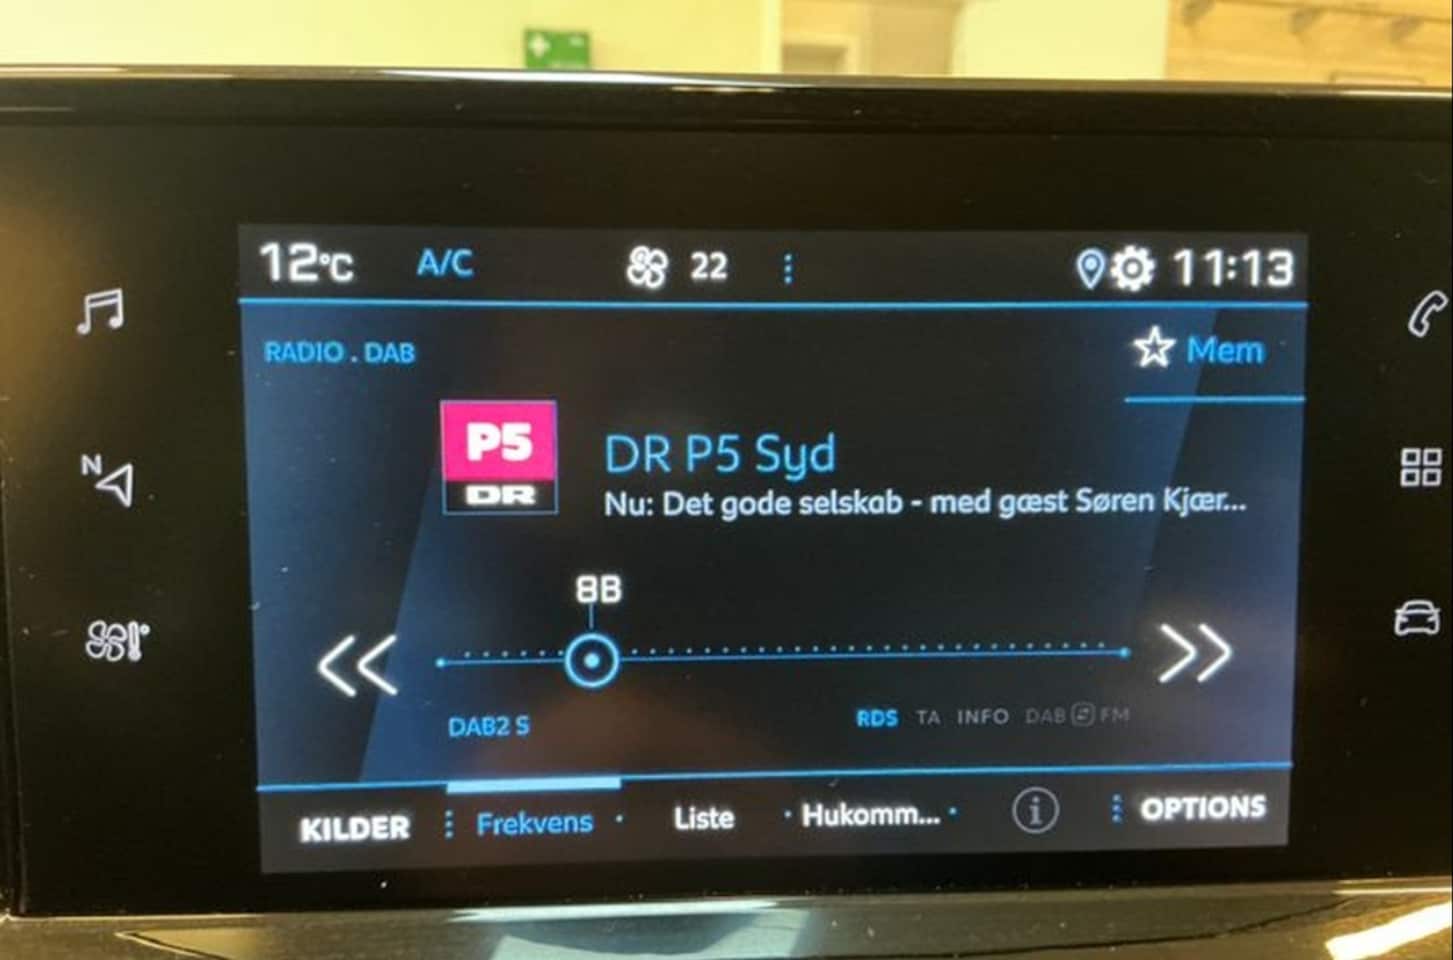 12°C A/C 22 11:13
RADIO . DAB Mem
P5
DR
DR P5 Syd
Nu: Det gode selskab - med gæst Søren Kjær...
N
8B
DAB2 S RDS TA INFO DAB FM
KILDER Frekvens Liste Hukomm... i OPTIONS